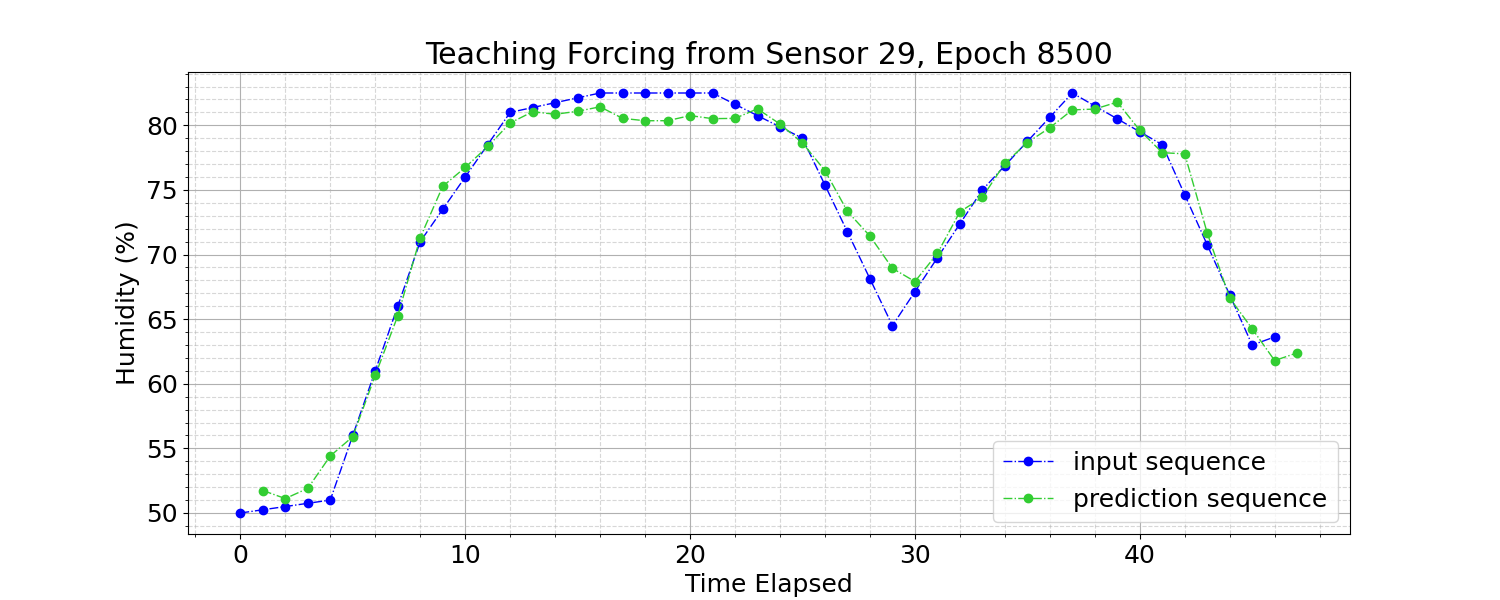 Teaching Forcing from Sensor 29, Epoch 8500
Humidity (%)
80
75
70
65
60
55
50
input sequence
prediction sequence
0 10 20 30 40
Time Elapsed